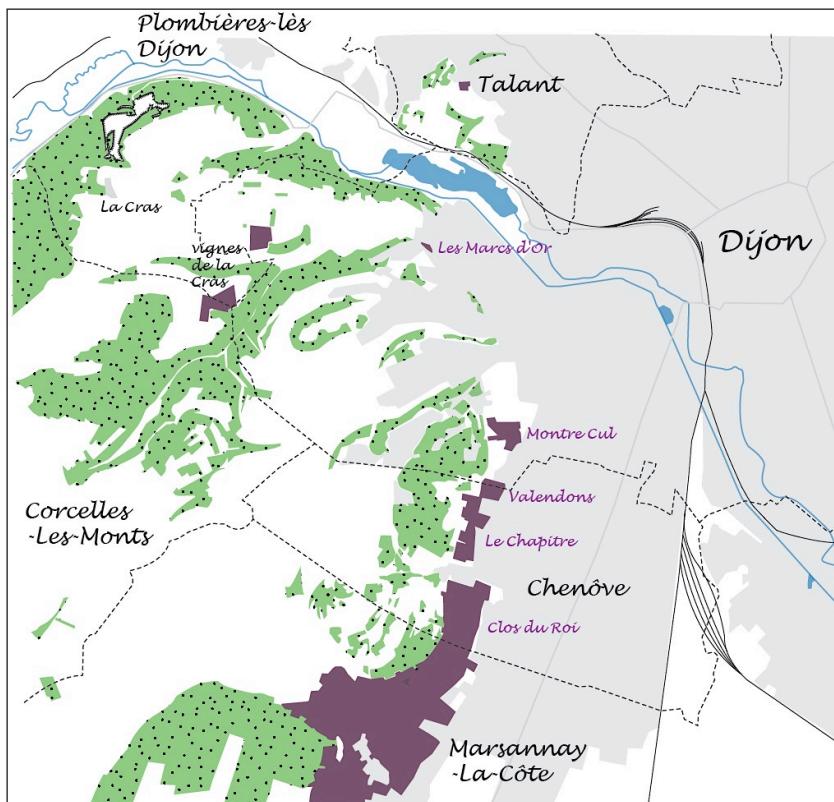 Plombières-lès
Dijon
Talant
La Cras
vignes
de la
Cràs
Les Marcs d'Or
Dijon
Montre Cul
Valendons
Corcelles
-Les-Monts
Le Chapitre
Chenôve
Clos du Roi
Marsannay
-La-Côte